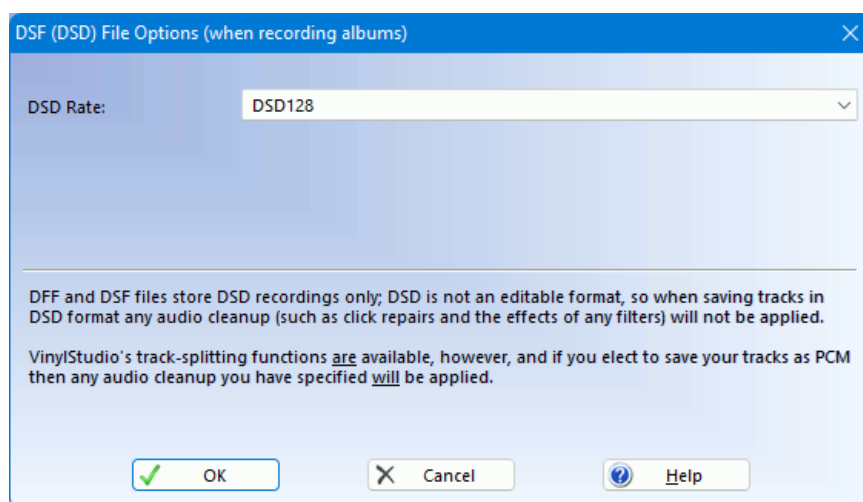 DSF (DSD) File Options (when recording albums)
DSD Rate:
DSD128
DFF and DSF files store DSD recordings only; DSD is not an editable format, so when saving tracks in
DSD format any audio cleanup (such as click repairs and the effects of any filters) will not be applied.
VinylStudio's track-splitting functions are available, however, and if you elect to save your tracks as PCM
then any audio cleanup you have specified will be applied.
OK
Cancel
Help